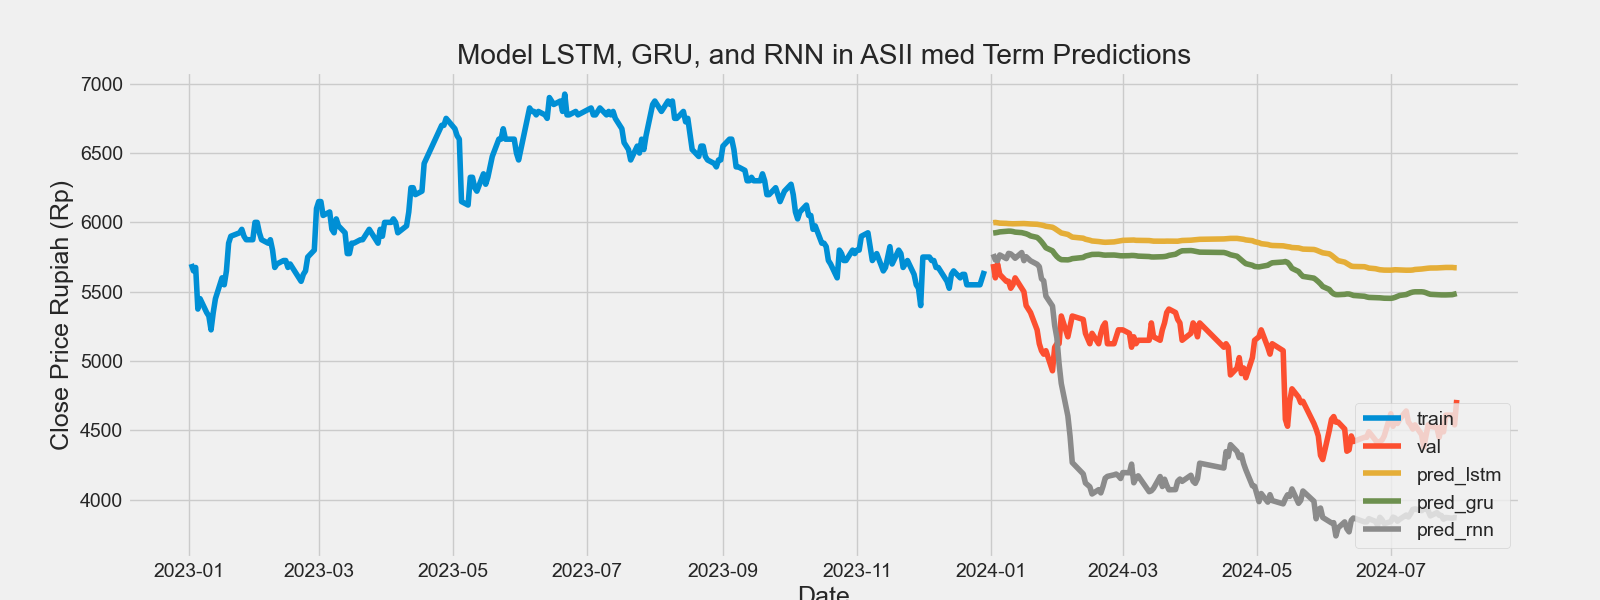 Model LSTM, GRU, and RNN in ASII med Term Predictions
Close Price Rupiah (Rp)
7000
6500
6000
5500
5000
4500
4000
train
val
pred_lstm
pred_gru
pred_rnn
2023-01 2023-03 2023-05 2023-07 2023-09 2023-11 2024-01 2024-03 2024-05 2024-07
Date